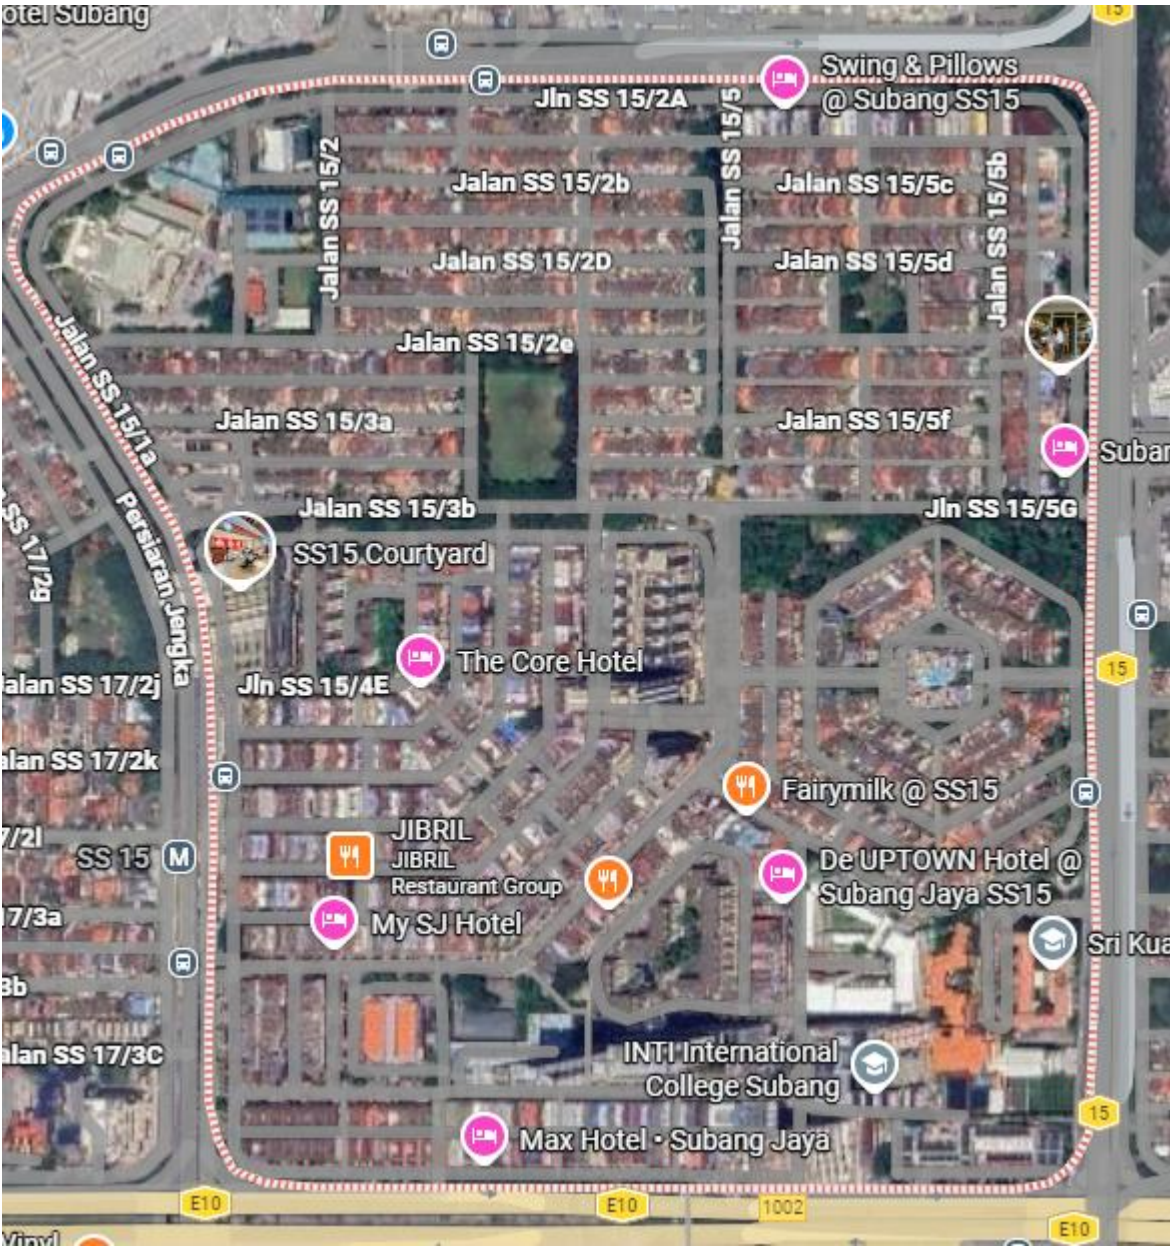 otel Subang
15
Swing & Pillows
@ Subang SS15
Jln SS 15/2A
Jalan SS 15/5
Jalan SS 15/2
Jalan SS 15/2b
Jalan SS 15/5c
Jalan SS 15/5b
Jalan SS 15/2D
Jalan SS 15/5d
Jalan SS 15/1a
Jalan SS 15/2e
Jalan SS 15/3a
Jalan SS 15/5f
Subar
Persiaran Jengka
Jalan SS 15/3b
Jln SS 15/5G
SS 17/2g
SS15 Courtyard
The Core Hotel
15
alan SS 17/2j
Jln SS 15/4E
alan SS 17/2k
Fairymilk @ SS15
7/2l
SS 15
M
JIBRIL
JIBRIL
Restaurant Group
De UPTOWN Hotel @
Subang Jaya SS15
17/3a
My SJ Hotel
Sri Kua
3b
alan SS 17/3C
INTI International
College Subang
15
Max Hotel • Subang Jaya
E10
E10
1002
E10
Vinyl